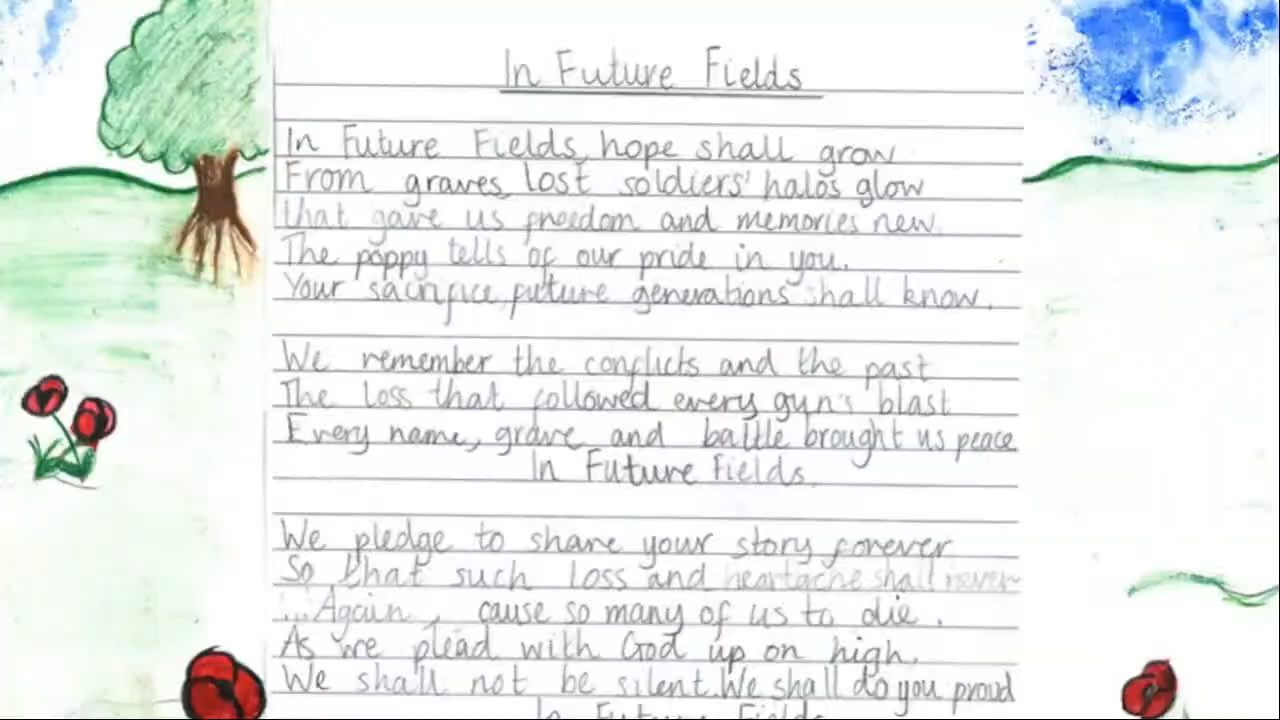 In Future Fields
In Future Fields, hope shall grow
From graves, lost soldiers' halos glow
that gave us freedom and memories new.
The poppy tells of our pride in you.
Your sacrifice, future generations shall know.
We remember the conflicts and the past
The loss that followed every gun's blast
Every name, grave and battle brought us peace
In Future Fields.
We pledge to share your story forever
So that such loss and heartache shall never
...Again, cause so many of us to die.
As we plead with God up on high.
We shall not be silent. We shall do you proud
In Future Fields